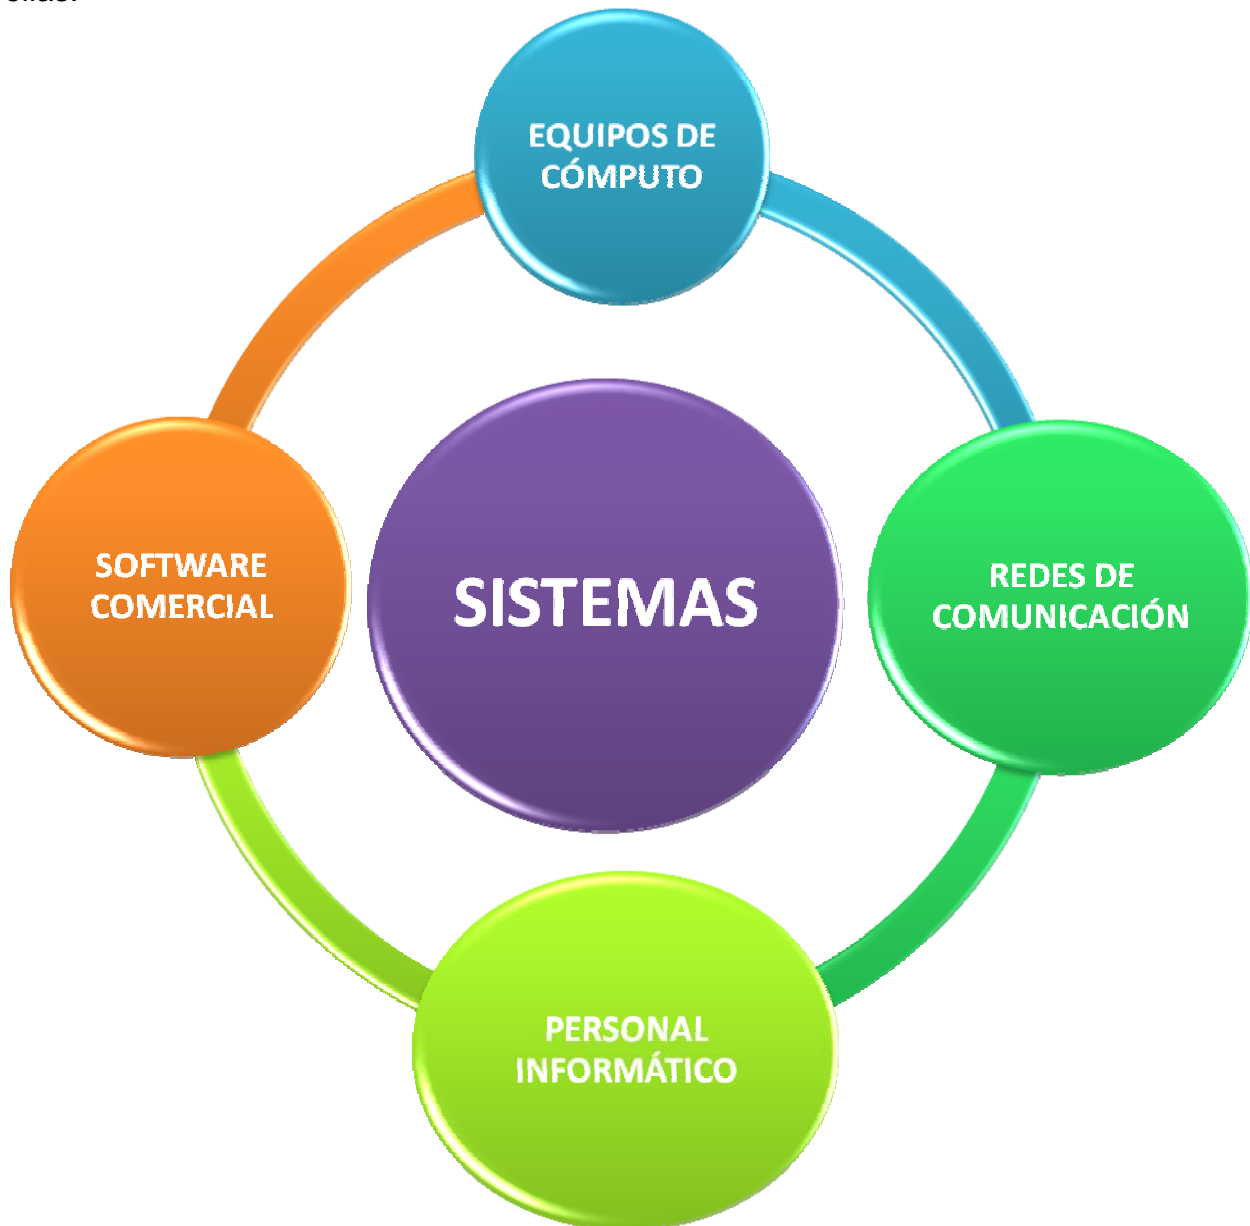 EQUIPOS DE
CÓMPUTO
SOFTWARE
COMERCIAL
SISTEMAS
REDES DE
COMUNICACIÓN
PERSONAL
INFORMÁTICO